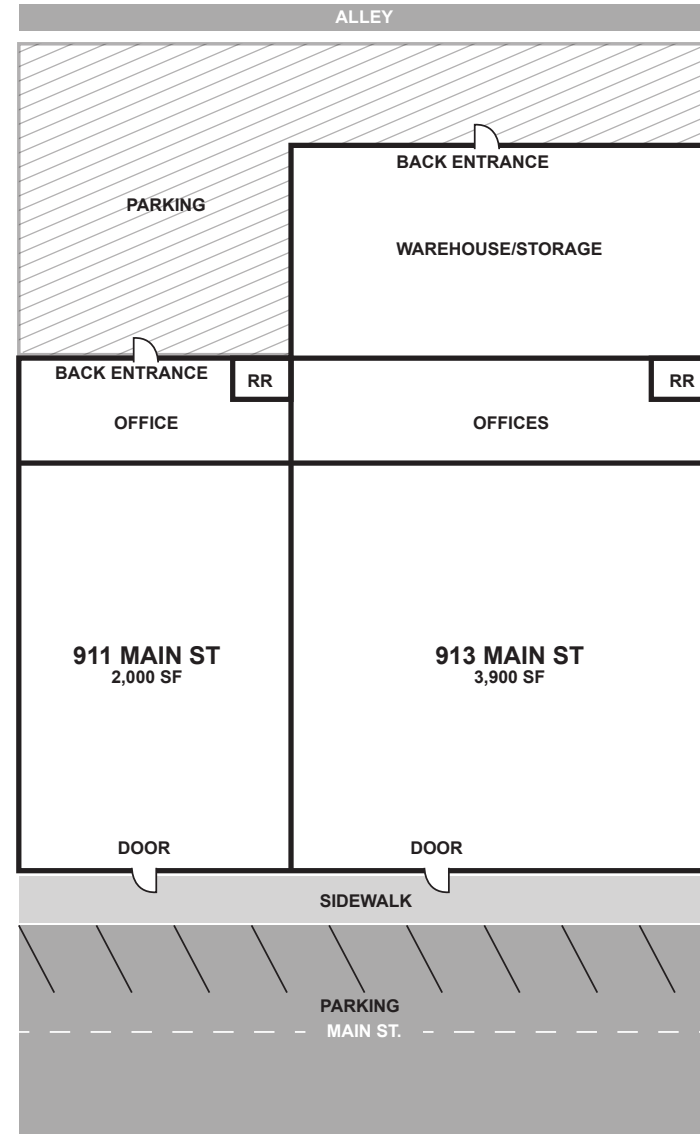 ALLEY
BACK ENTRANCE
PARKING
WAREHOUSE/STORAGE
BACK ENTRANCE
RR
RR
OFFICE
OFFICES
911 MAIN ST
2,000 SF
913 MAIN ST
3,900 SF
DOOR
DOOR
SIDEWALK
PARKING
MAIN ST.